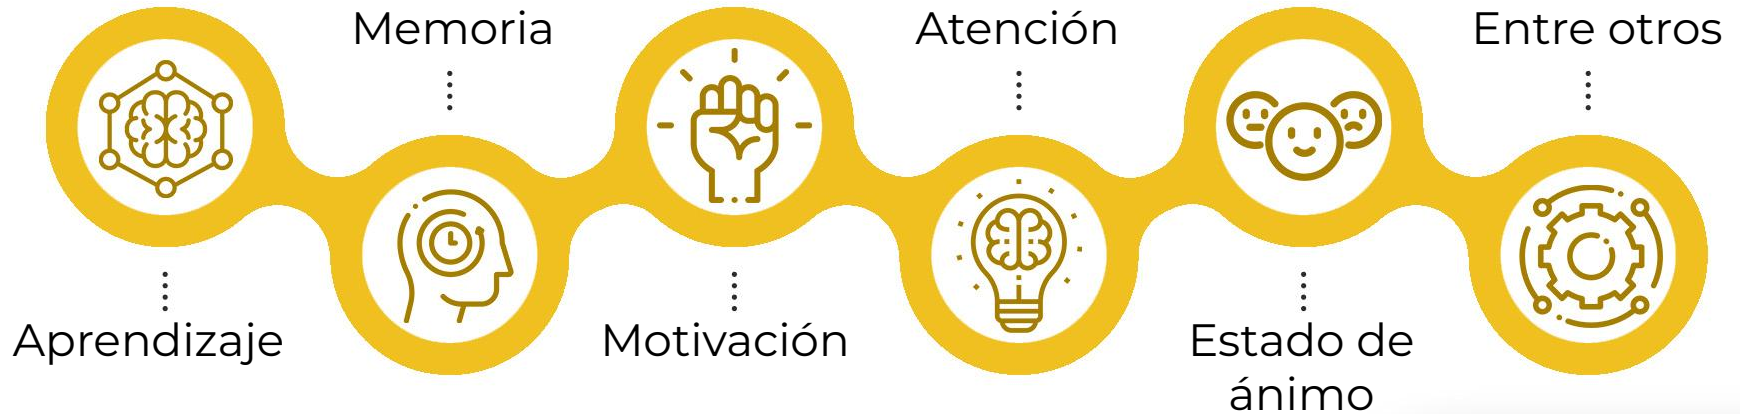 Aprendizaje
Memoria
Motivación
Atención
Estado de
ánimo
Entre otros